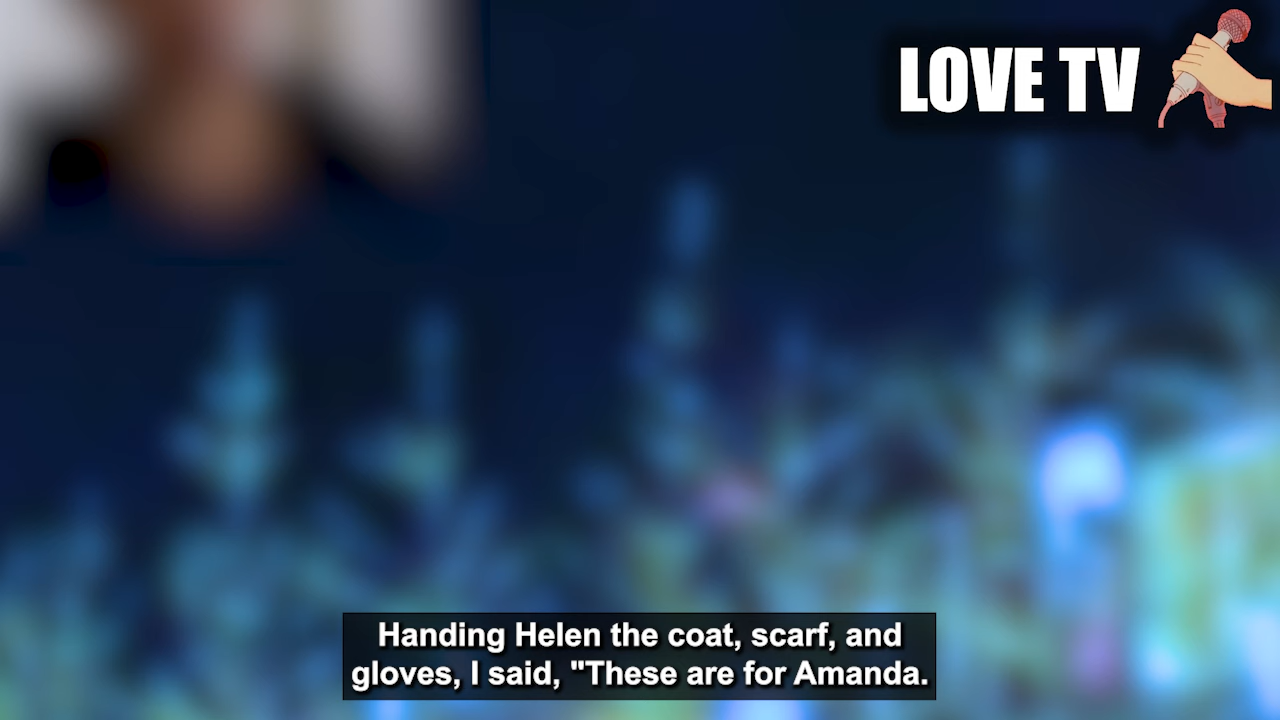 LOVE TV
Handing Helen the coat, scarf, and
gloves, I said, "These are for Amanda.